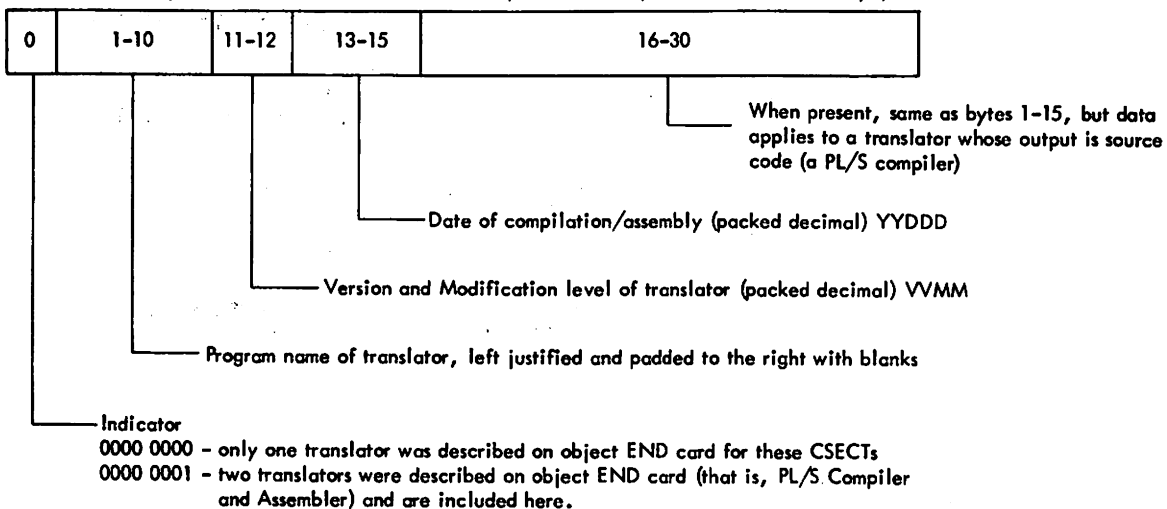 0 1-10 11-12 13-15 16-30
When present, same as bytes 1-15, but data
applies to a translator whose output is source
code (a PL/S compiler)
Date of compilation/assembly (packed decimal) YYDDD
Version and Modification level of translator (packed decimal) VVMM
Program name of translator, left justified and padded to the right with blanks
Indicator
0000 0000 - only one translator was described on object END card for these CSECTs
0000 0001 - two translators were described on object END card (that is, PL/S Compiler
and Assembler) and are included here.